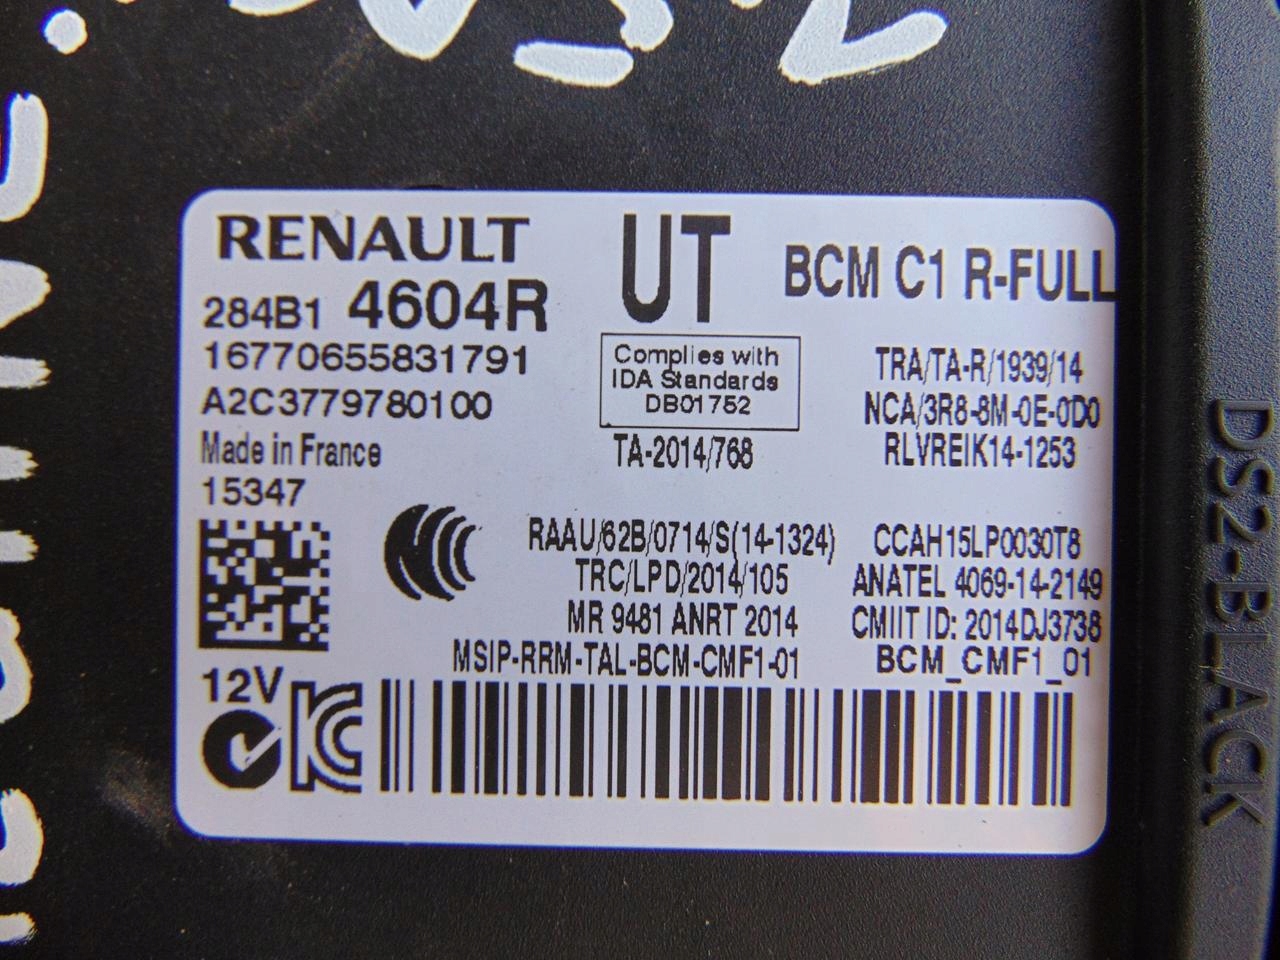 RENAULT
284B1 4604R
16770655831791
A2C3779780100
Made in France
15347
12V
UT
BCM C1 R-FULL
Complies with
IDA Standards
DB01752
TA-2014/768
TRA/TA-R/1939/14
NCA/3R8-8M-0E-0D0
RLVREIK14-1253
RAAU/62B/0714/S(14-1324)
TRC/LPD/2014/105
MR 9481 ANRT 2014
MSIP-RRM-TAL-BCM-CMF1-01
CCAH15LP0030T8
ANATEL 4069-14-2149
CMIIT ID: 2014DJ3738
BCM_CMF1_01
DS2-BLACK